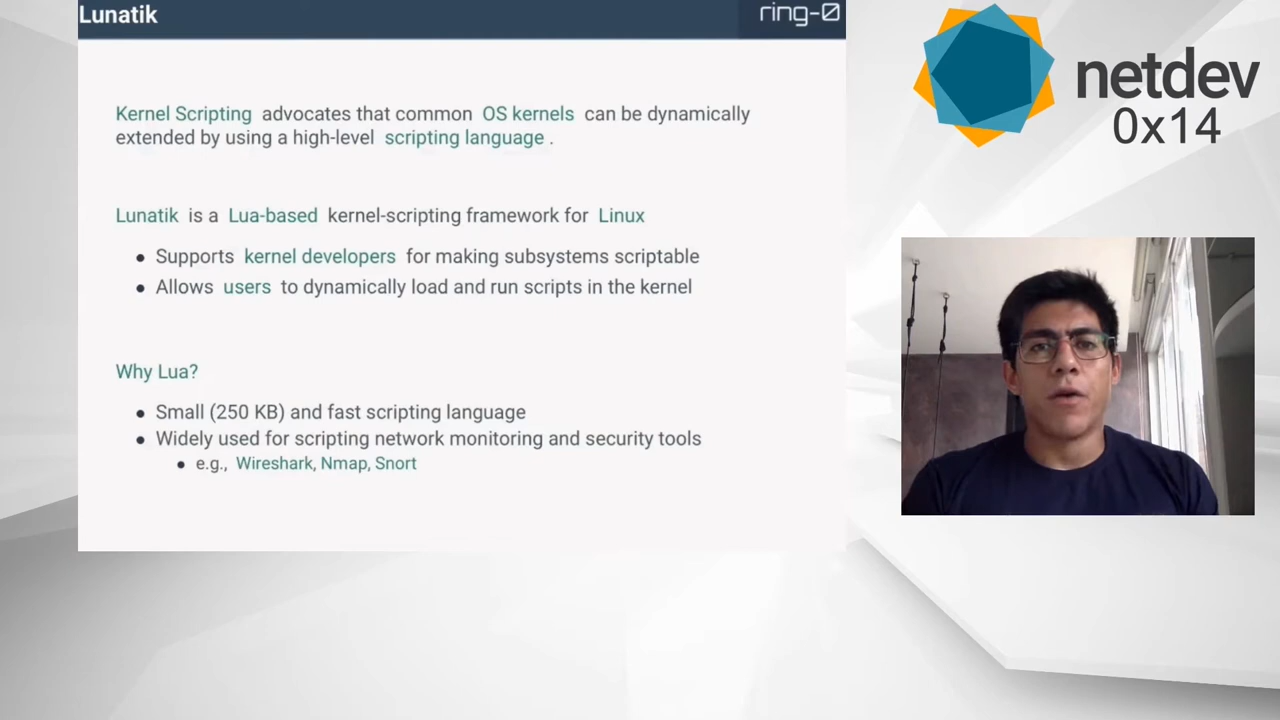 Lunatik
ring-0
Kernel Scripting advocates that common OS kernels can be dynamically
extended by using a high-level scripting language .
Lunatik is a Lua-based kernel-scripting framework for Linux
● Supports kernel developers for making subsystems scriptable
● Allows users to dynamically load and run scripts in the kernel
Why Lua?
● Small (250 KB) and fast scripting language
● Widely used for scripting network monitoring and security tools
● e.g., Wireshark, Nmap, Snort
netdev
0x14